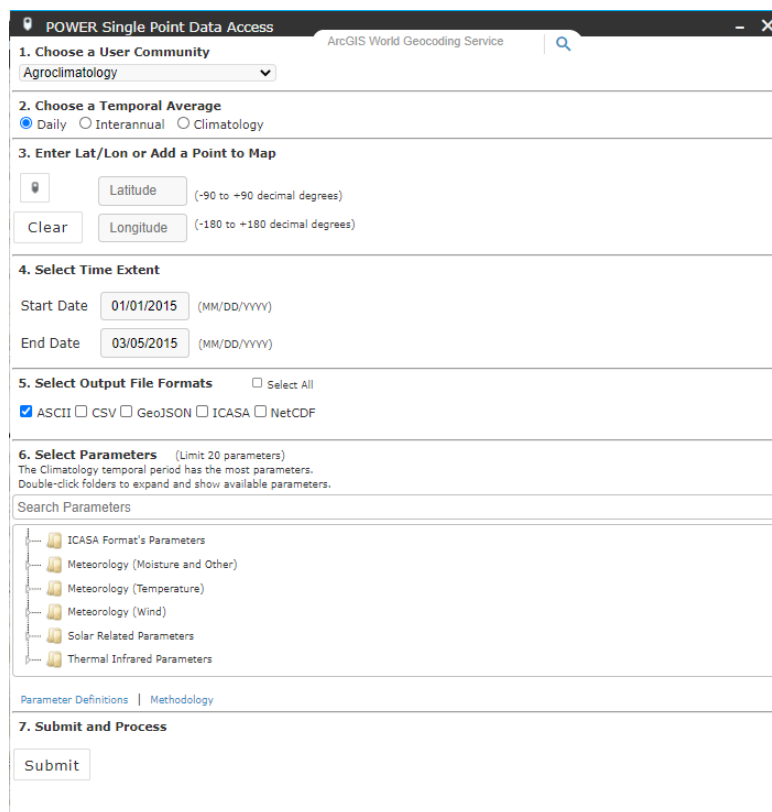 POWER Single Point Data Access
ArcGIS World Geocoding Service
1. Choose a User Community
Agroclimatology
2. Choose a Temporal Average
Daily Interannual Climatology
3. Enter Lat/Lon or Add a Point to Map
Latitude (-90 to +90 decimal degrees)
Clear Longitude (-180 to +180 decimal degrees)
4. Select Time Extent
Start Date 01/01/2015 (MM/DD/YYYY)
End Date 03/05/2015 (MM/DD/YYYY)
5. Select Output File Formats Select All
ASCII CSV GeoJSON ICASA NetCDF
6. Select Parameters (Limit 20 parameters)
The Climatology temporal period has the most parameters.
Double-click folders to expand and show available parameters.
Search Parameters
ICASA Format's Parameters
Meteorology (Moisture and Other)
Meteorology (Temperature)
Meteorology (Wind)
Solar Related Parameters
Thermal Infrared Parameters
Parameter Definitions | Methodology
7. Submit and Process
Submit